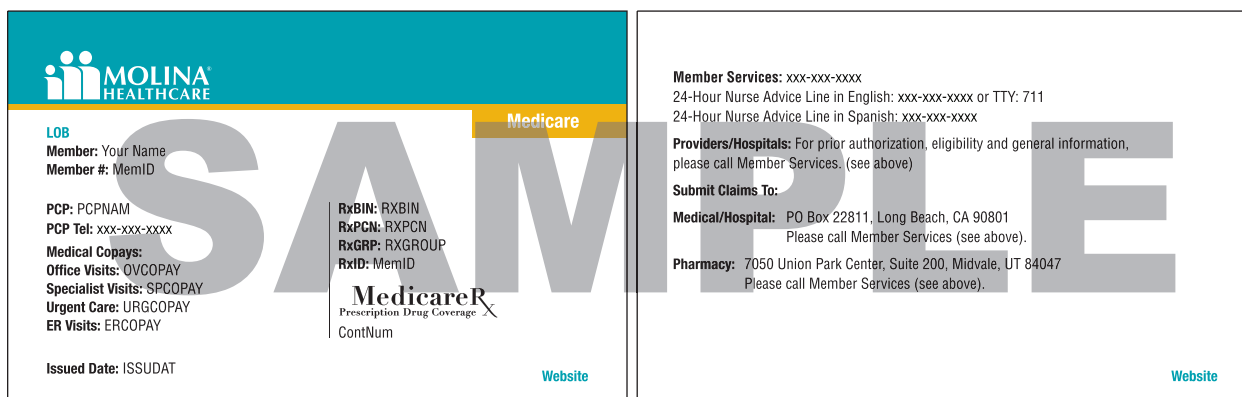 MOLINA®
HEALTHCARE
Medicare
LOB
Member: Your Name
Member #: MemID
PCP: PCPNAM
PCP Tel: xxx-xxx-xxxx
Medical Copays:
Office Visits: OVCOPAY
Specialist Visits: SPCOPAY
Urgent Care: URGCOPAY
ER Visits: ERCOPAY
Issued Date: ISSUDAT
RxBIN: RXBIN
RxPCN: RXPCN
RxGRP: RXGROUP
RxID: MemID
MedicareRx
Prescription Drug Coverage
ContNum
Website
Member Services: xxx-xxx-xxxx
24-Hour Nurse Advice Line in English: xxx-xxx-xxxx or TTY: 711
24-Hour Nurse Advice Line in Spanish: xxx-xxx-xxxx
Providers/Hospitals: For prior authorization, eligibility and general information,
please call Member Services. (see above)
Submit Claims To:
Medical/Hospital: PO Box 22811, Long Beach, CA 90801
Please call Member Services (see above).
Pharmacy: 7050 Union Park Center, Suite 200, Midvale, UT 84047
Please call Member Services (see above).
Website
SAMPLE